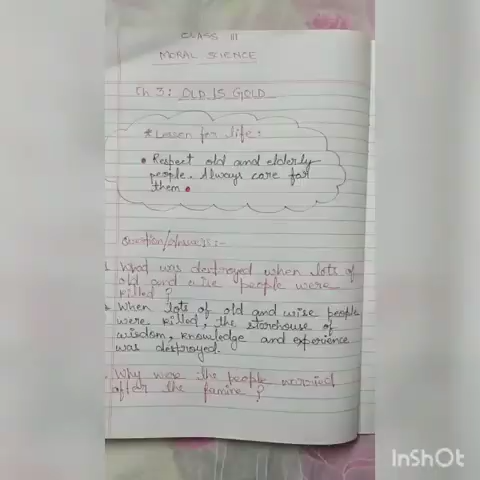 CLASS III
MORAL SCIENCE
Ch 3: OLD IS GOLD
* Lesson for life:
• Respect old and elderly
people. Always care for
them.
Question/Answers:-
What was destroyed when lots of
old and wise people were
killed?
When lots of old and wise people
were killed, the storehouse of
wisdom, knowledge and experience
was destroyed.
Why were the people worried
after the famine?
InShOt